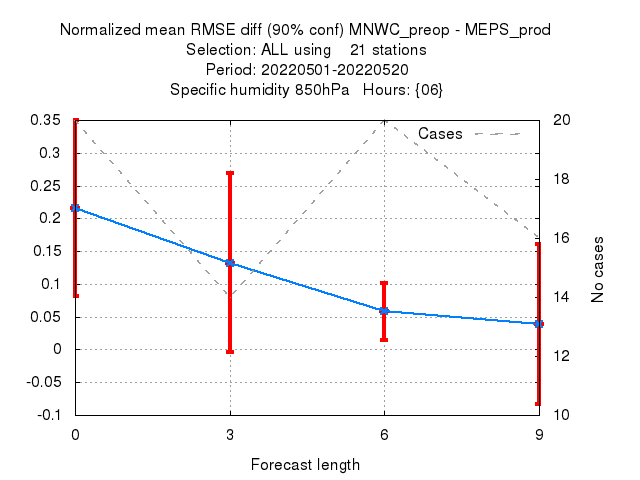 Normalized mean RMSE diff (90% conf) MNWC_preop - MEPS_prod
Selection: ALL using    21 stations
Period: 20220501-20220520
Specific humidity 850hPa   Hours: {06}
Cases
0.35
0.3
0.25
0.2
0.15
0.1
0.05
0
-0.05
-0.1
20
18
16
14
12
10
No cases
0 3 6 9
Forecast length